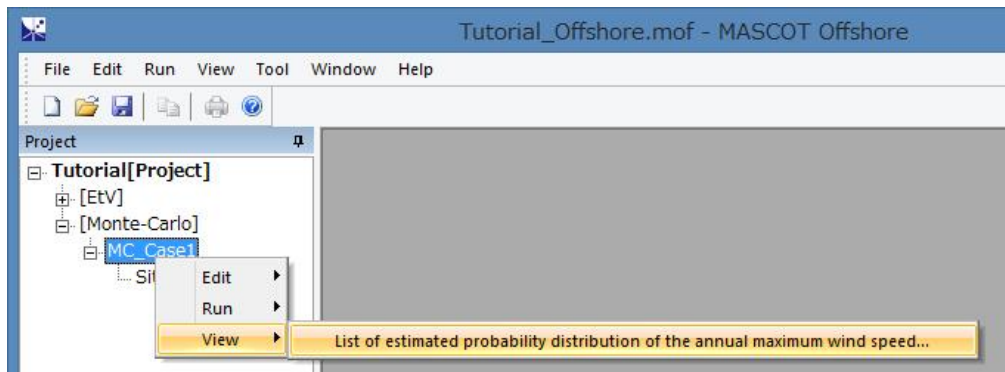 Tutorial_Offshore.mof - MASCOT Offshore
File Edit Run View Tool Window Help
Project
Tutorial[Project]
[EtV]
[Monte-Carlo]
MC_Case1
Sit
Edit
Run
View
List of estimated probability distribution of the annual maximum wind speed...